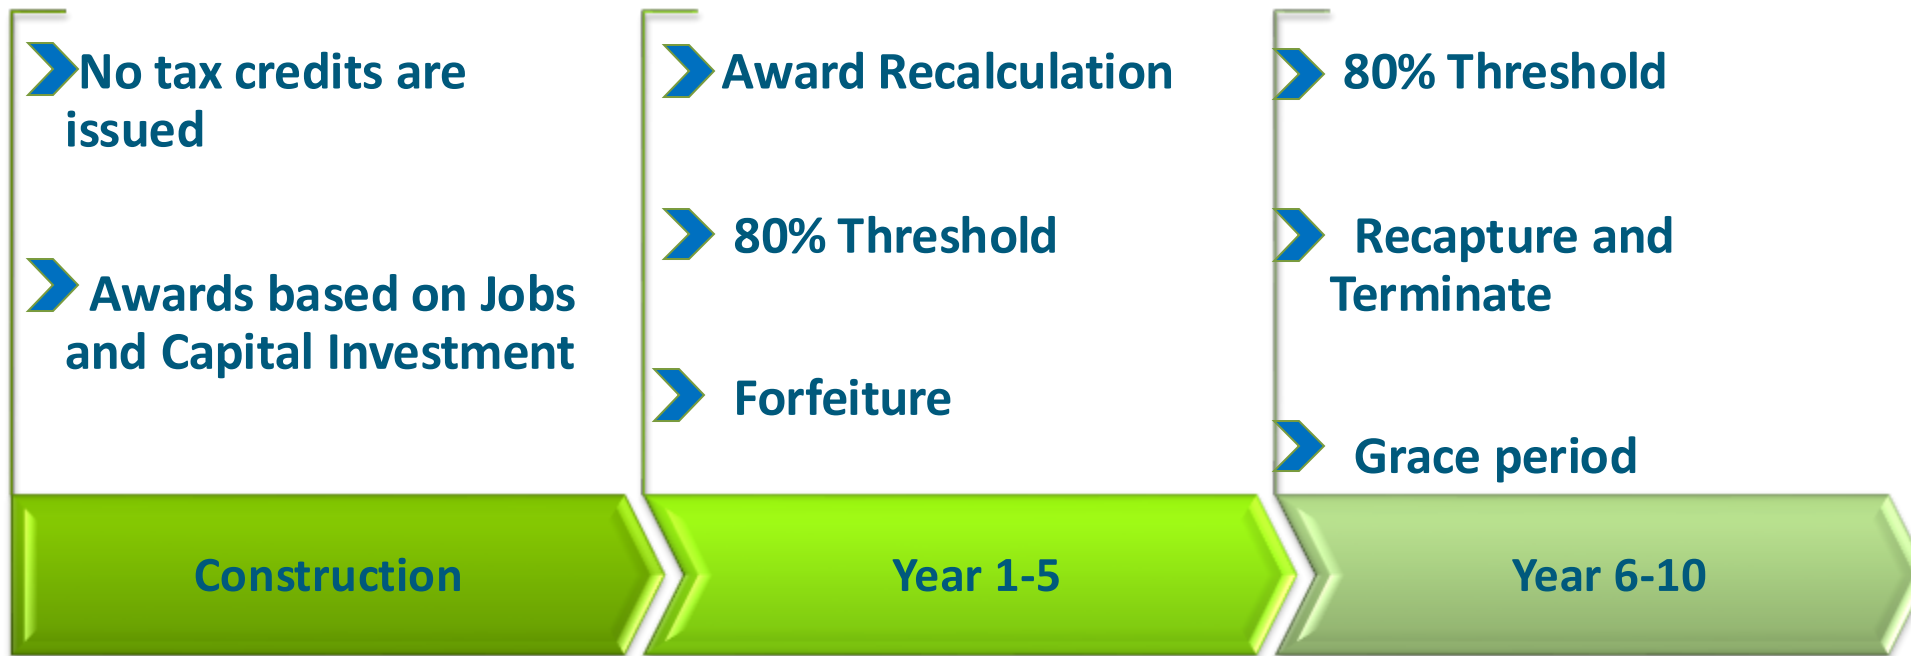 No tax credits are
issued
Awards based on Jobs
and Capital Investment
Construction
Award Recalculation
80% Threshold
Forfeiture
Year 1-5
80% Threshold
Recapture and
Terminate
Grace period
Year 6-10